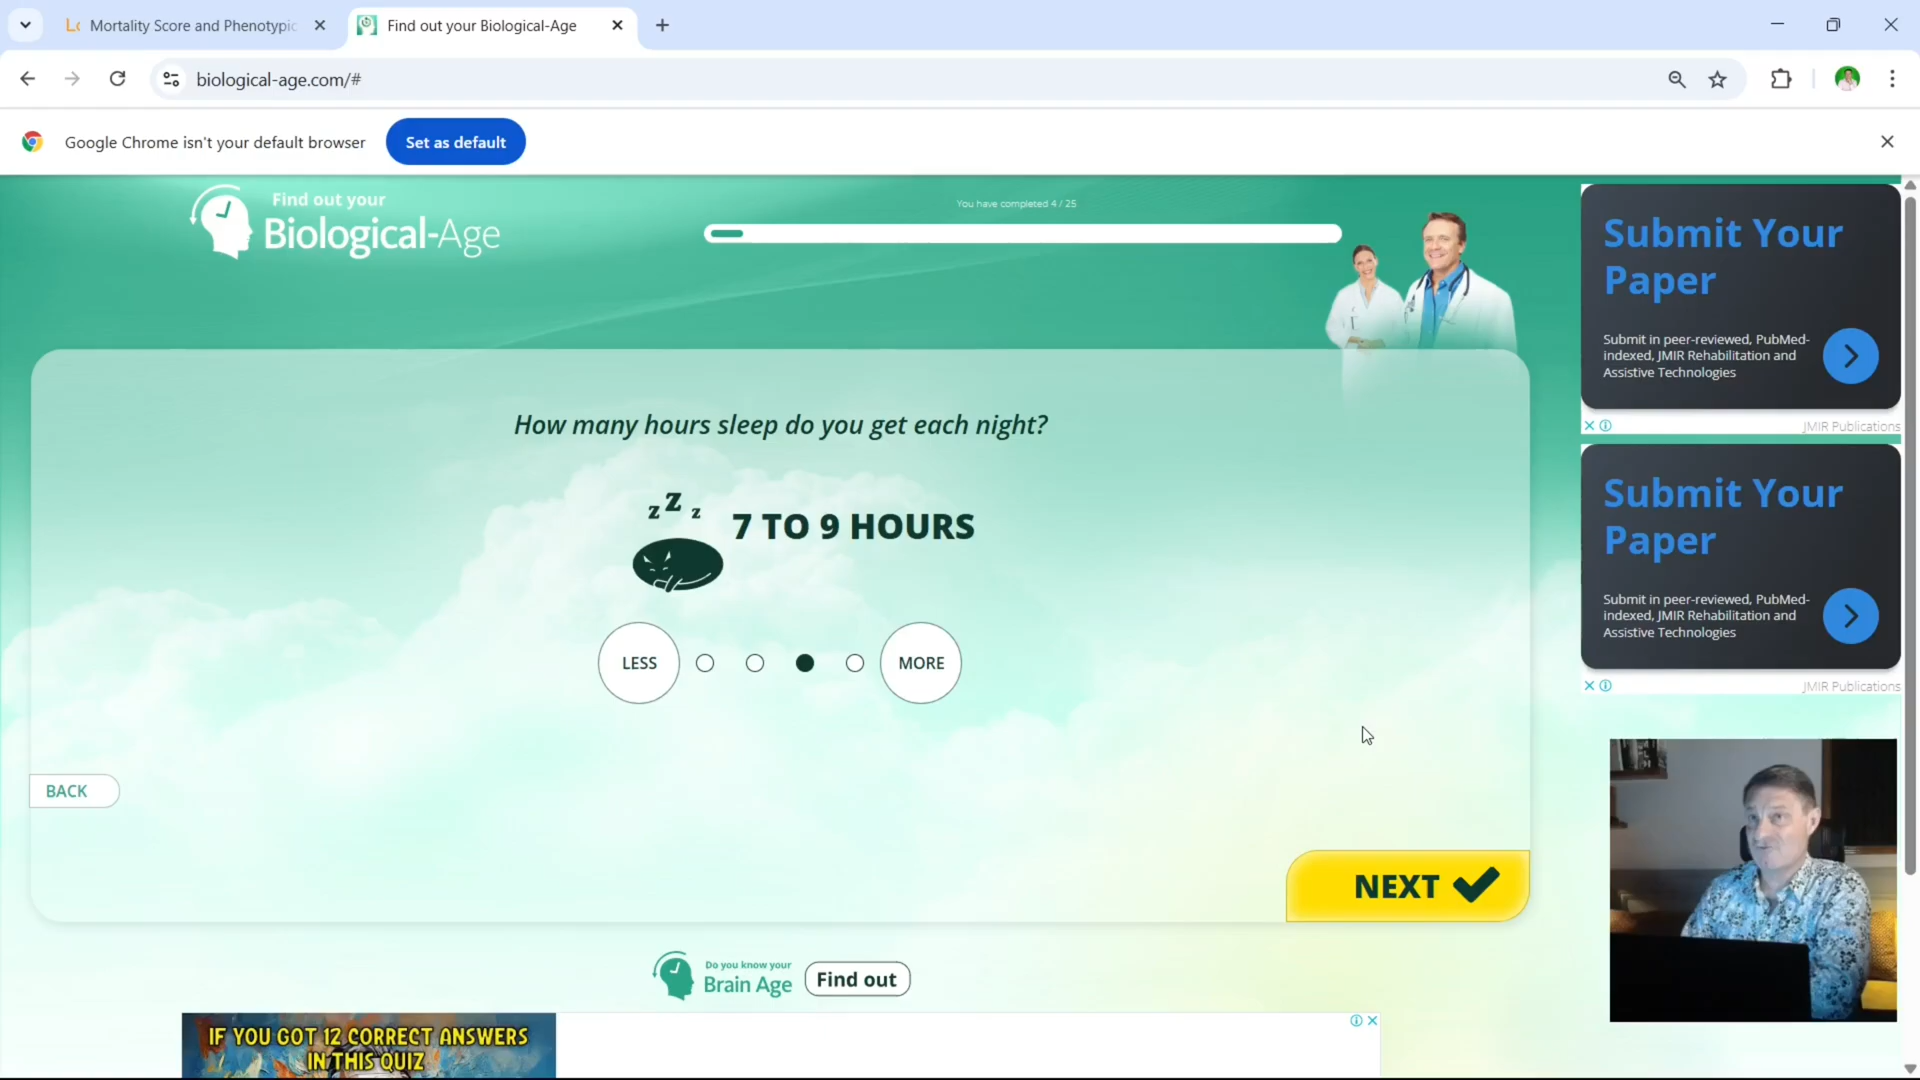 Mortality Score and Phenotypic
Find out your Biological-Age
biological-age.com/#
Google Chrome isn't your default browser
Set as default
Find out your
Biological-Age
You have completed 4 / 25
Submit Your
Paper
Submit in peer-reviewed, PubMed-
indexed, JMIR Rehabilitation and
Assistive Technologies
JMIR Publications
How many hours sleep do you get each night?
z Z z
7 TO 9 HOURS
LESS
MORE
Submit Your
Paper
Submit in peer-reviewed, PubMed-
indexed, JMIR Rehabilitation and
Assistive Technologies
JMIR Publications
BACK
NEXT
Do you know your
Brain Age
Find out
IF YOU GOT 12 CORRECT ANSWERS
IN THIS QUIZ